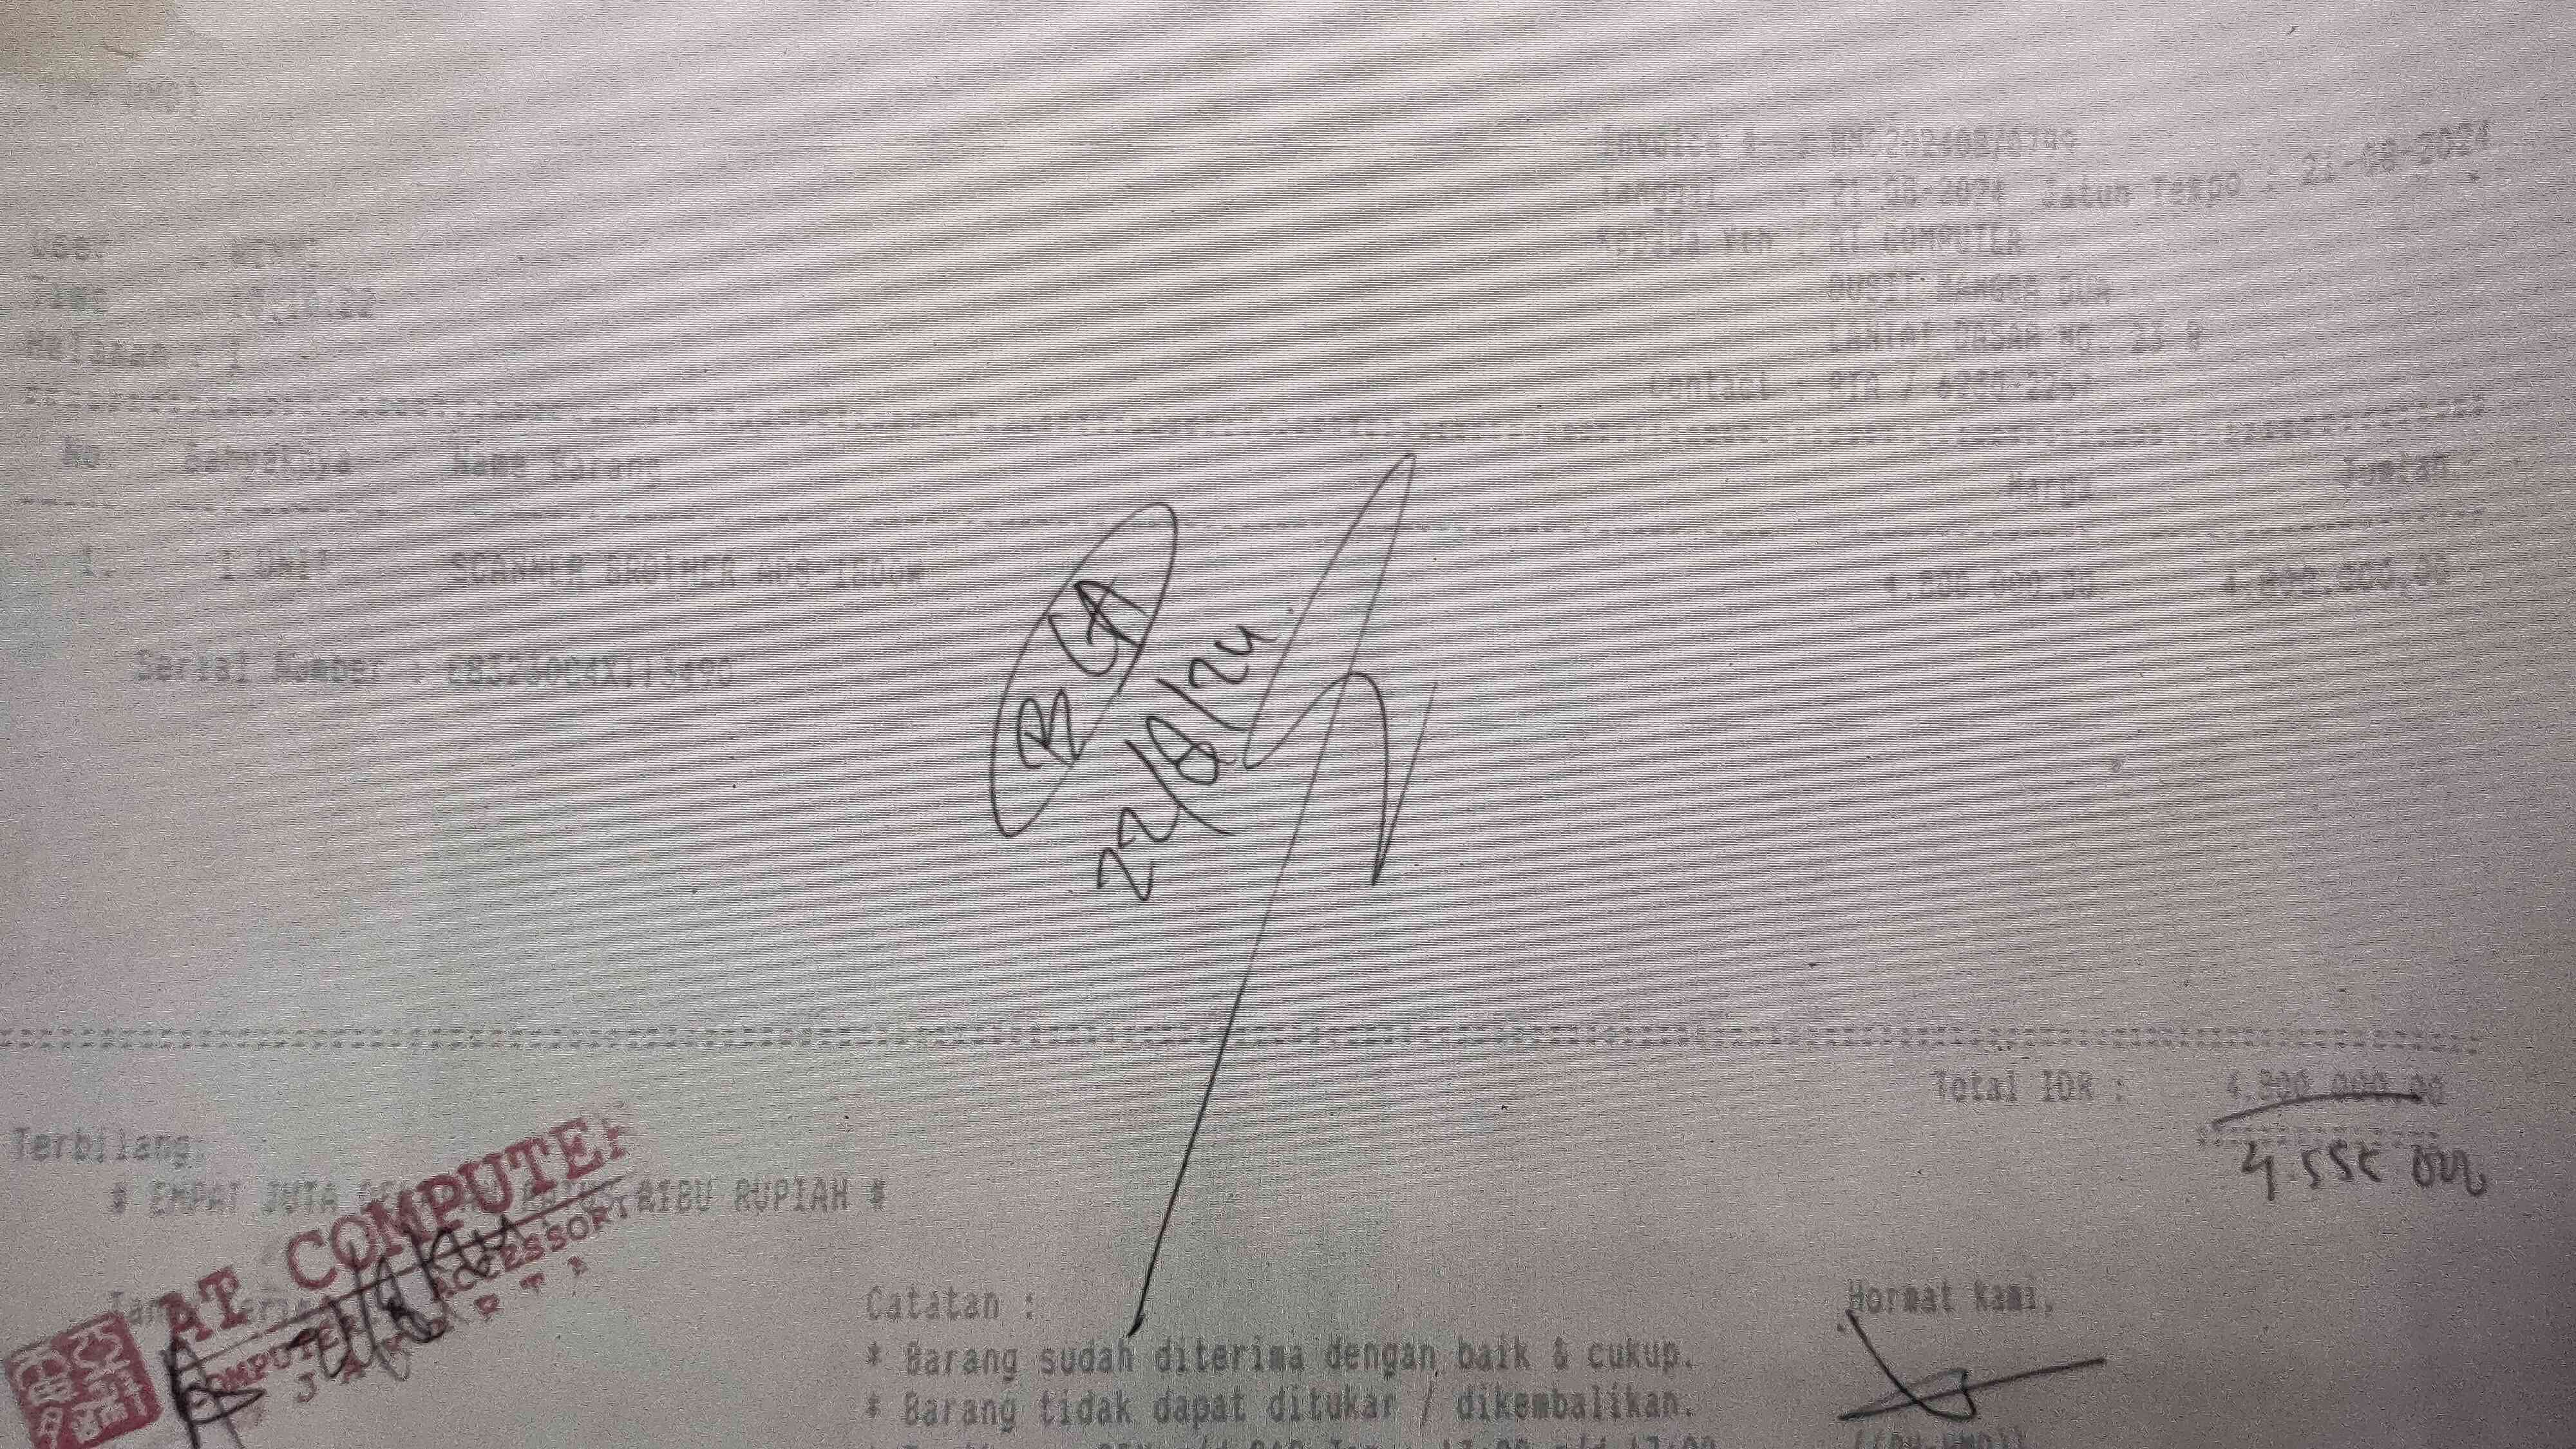 Invoice # : HMD202408/0799
Tanggal : 21-08-2024 Jatuh Tempo : 21-08-2024
Kepada Yth : AT COMPUTER
DUSIT MANGGA DUA
LANTAI DASAR NO. 23 B
Contact : BIA / 6230-2257
User :
Time : 10:10:22
Halaman : 1
No. Banyaknya Nama Barang Harga Jumlah
1. 1 UNIT SCANNER BROTHER ADS-1800W 4.800.000,00 4.800.000,00
Serial Number : E83230C4X113490
BCA
22/8/24
Total IDR : 4.800.000,00
4.555.000
Terbilang:
# EMPAT JUTA RIBU RUPIAH #
AT COMPUTER
COMPUTER ACCESSORI
JAKARTA
Catatan :
* Barang sudah diterima dengan baik & cukup.
* Barang tidak dapat ditukar / dikembalikan.
Hormat Kami,